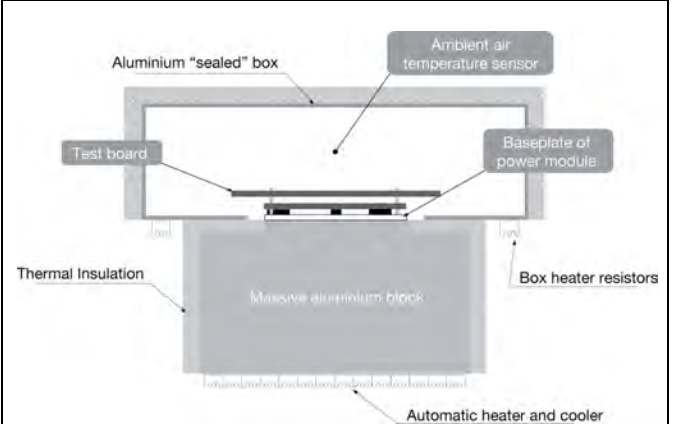 Ambient air
temperature sensor
Aluminium “sealed” box
Test board
Baseplate of
power module
Thermal Insulation
Massive aluminium block
Box heater resistors
Automatic heater and cooler